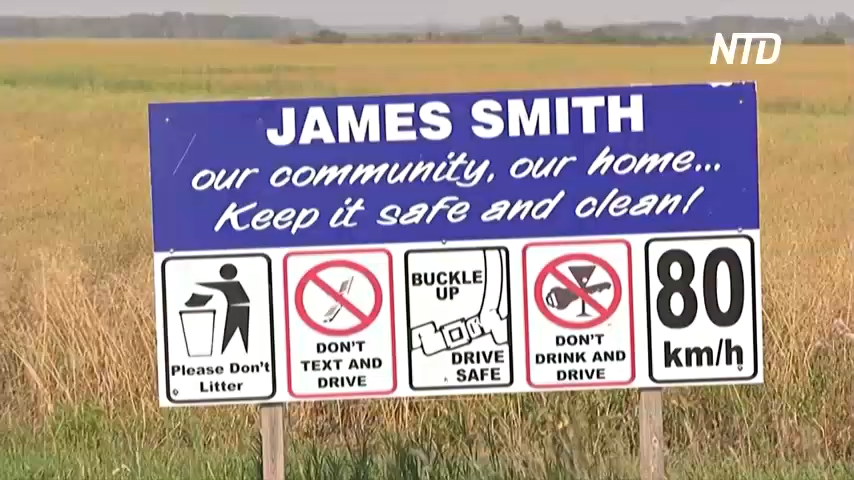 NTD
JAMES SMITH
our community, our home...
Keep it safe and clean!
Please Don't
Litter
DON'T
TEXT AND
DRIVE
BUCKLE
UP
DRIVE
SAFE
DON'T
DRINK AND
DRIVE
80
km/h